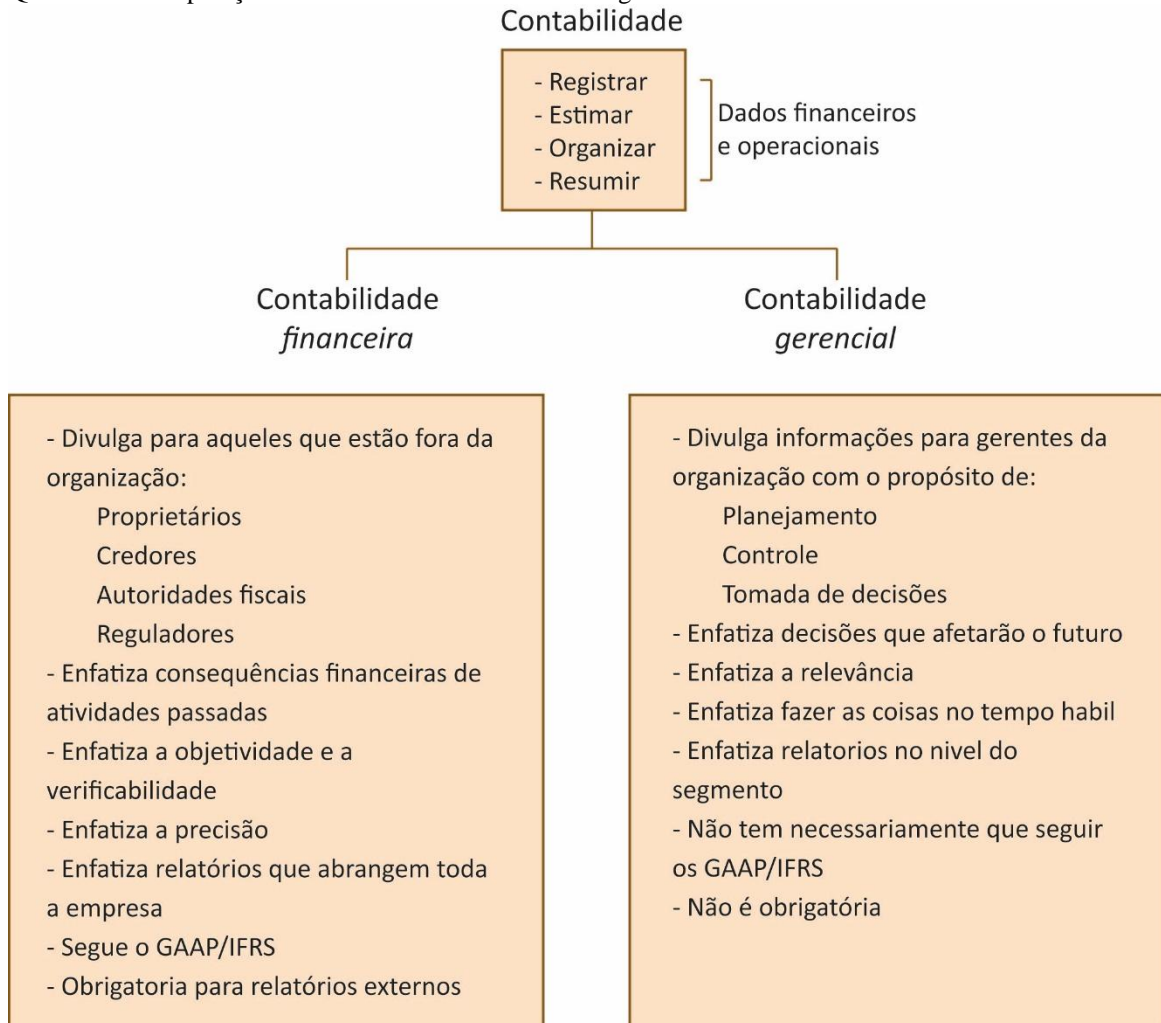 Contabilidade
- Registrar
- Estimar
- Organizar
- Resumir
Dados financeiros
e operacionais
Contabilidade
financeira
Contabilidade
gerencial
- Divulga para aqueles que estão fora da
organização:
Proprietários
Credores
Autoridades fiscais
Reguladores
- Enfatiza consequências financeiras de
atividades passadas
- Enfatiza a objetividade e a
verificabilidade
- Enfatiza a precisão
- Enfatiza relatórios que abrangem toda
a empresa
- Segue o GAAP/IFRS
- Obrigatoria para relatórios externos
- Divulga informações para gerentes da
organização com o propósito de:
Planejamento
Controle
Tomada de decisões
- Enfatiza decisões que afetarão o futuro
- Enfatiza a relevância
- Enfatiza fazer as coisas no tempo habil
- Enfatiza relatorios no nivel do
segmento
- Não tem necessariamente que seguir
os GAAP/IFRS
- Não é obrigatória